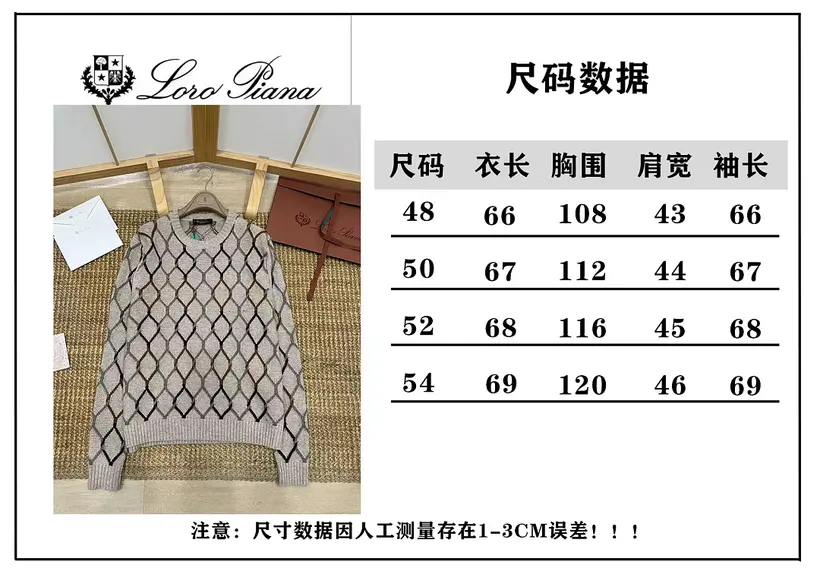 Loro Piana
尺码数据
尺码 衣长 胸围 肩宽 袖长
48 66 108 43 66
50 67 112 44 67
52 68 116 45 68
54 69 120 46 69
注意：尺寸数据因人工测量存在1-3CM误差！！！